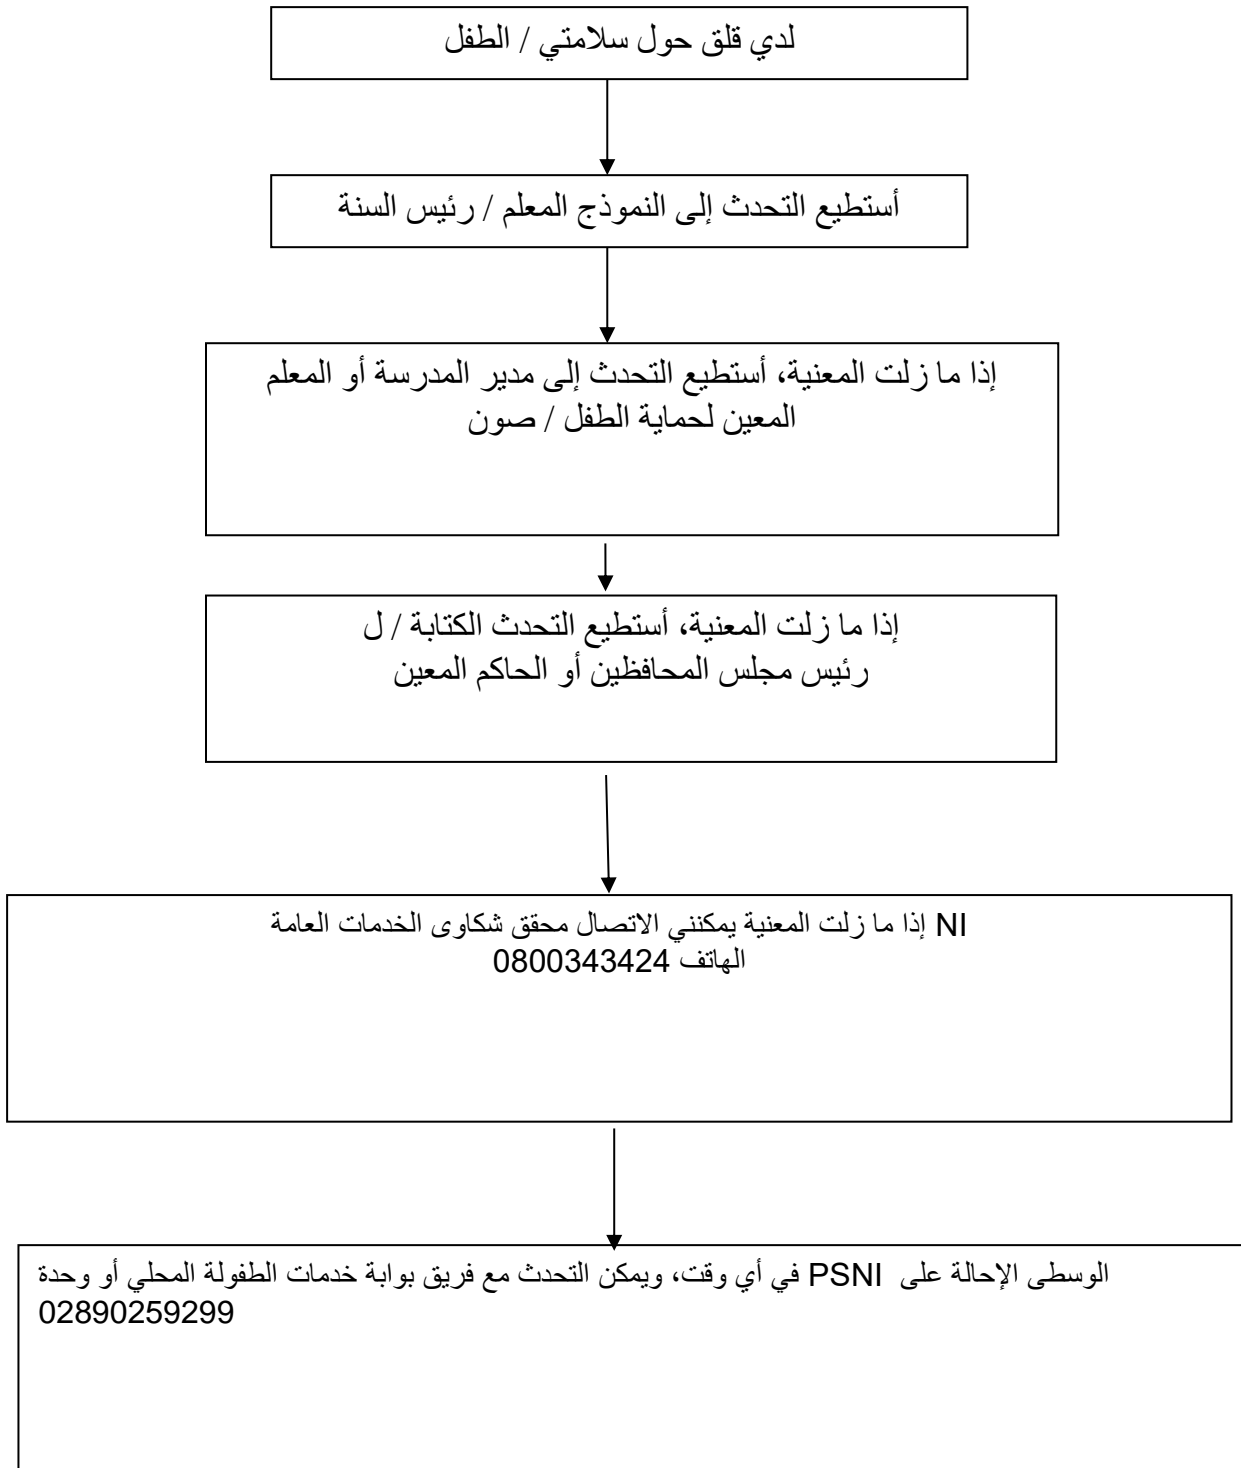 لدي قلق حول سلامتي / الطفل
أستطيع التحدث إلى النموذج المعلم / رئيس السنة
إذا ما زلت المعنية، أستطيع التحدث إلى مدير المدرسة أو المعلم
المعين لحماية الطفل / صون
إذا ما زلت المعنية، أستطيع التحدث الكتابة / ل
رئيس مجلس المحافظين أو الحاكم المعين
NI إذا ما زلت المعنية يمكنني الاتصال محقق شكاوى الخدمات العامة
الهاتف 0800343424
الوسطى الإحالة على PSNI في أي وقت، ويمكن التحدث مع فريق بوابة خدمات الطفولة المحلي أو وحدة
02890259299